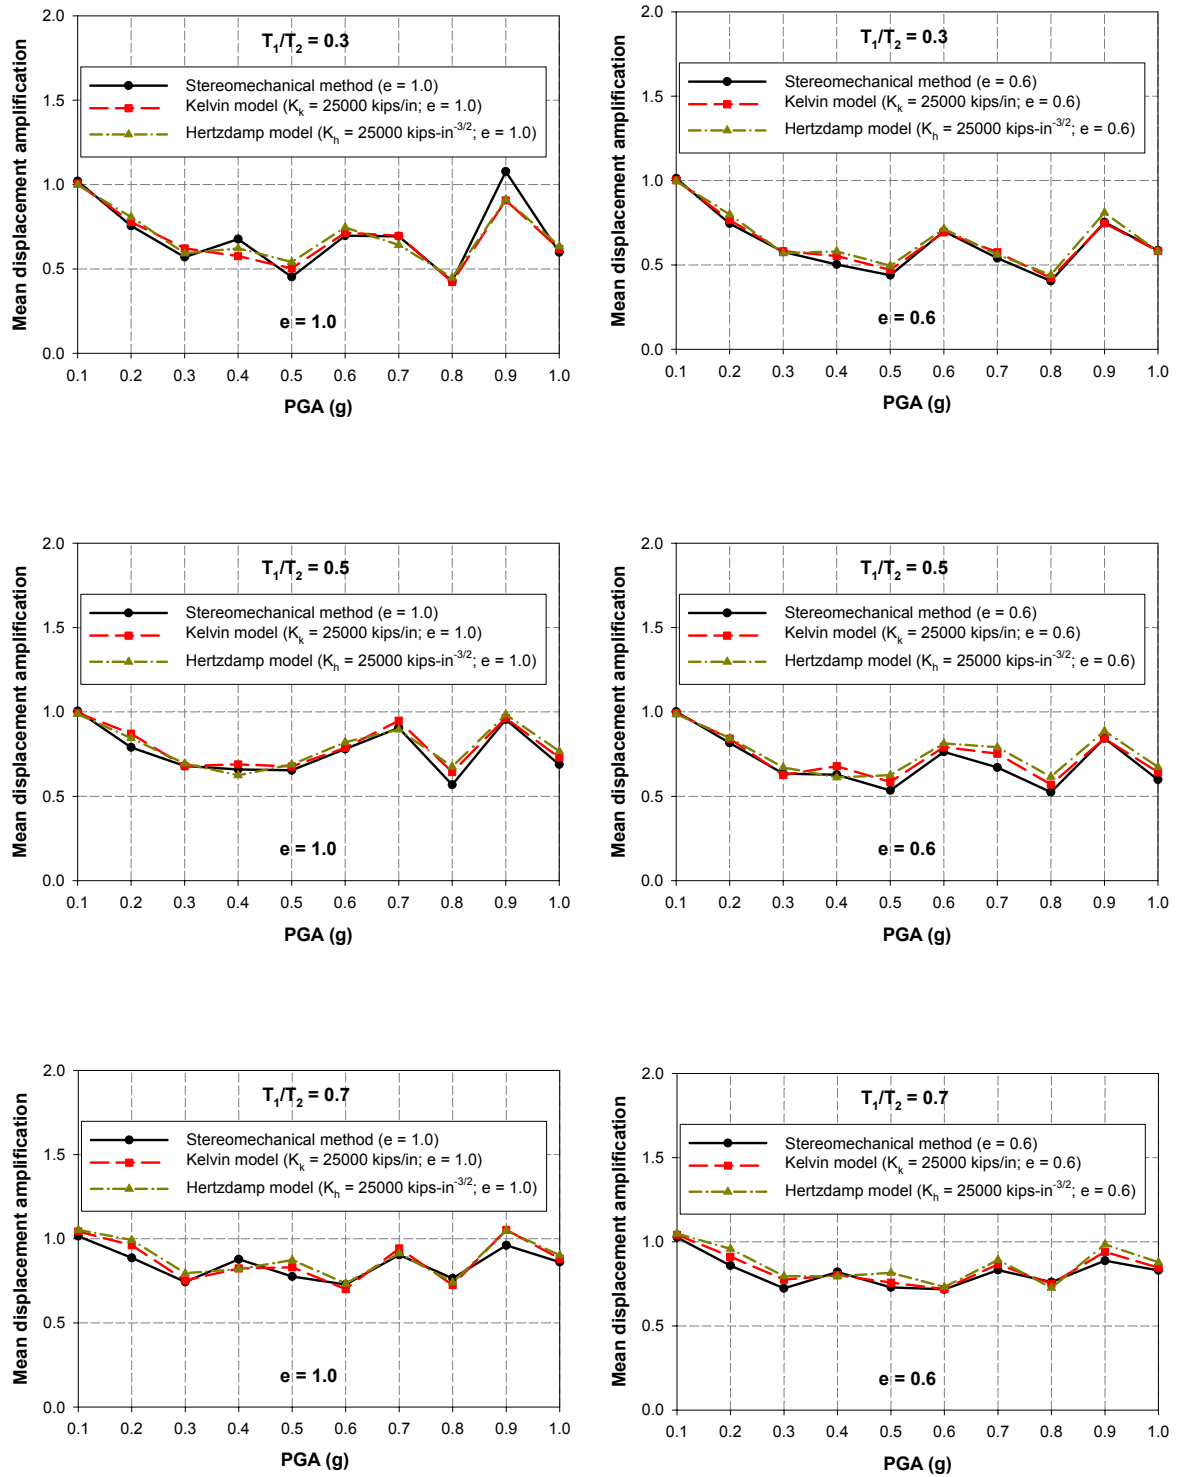 2.0
T1/T2 = 0.3
Stereomechanical method (e = 1.0)
Kelvin model (Kk = 25000 kips/in; e = 1.0)
Hertzdamp model (Kh = 25000 kips-in-3/2; e = 1.0)
1.5
1.0
0.5
0.0
Mean displacement amplification
e = 1.0
0.1 0.2 0.3 0.4 0.5 0.6 0.7 0.8 0.9 1.0
PGA (g)
2.0
T1/T2 = 0.3
Stereomechanical method (e = 0.6)
Kelvin model (Kk = 25000 kips/in; e = 0.6)
Hertzdamp model (Kh = 25000 kips-in-3/2; e = 0.6)
1.5
1.0
0.5
0.0
Mean displacement amplification
e = 0.6
0.1 0.2 0.3 0.4 0.5 0.6 0.7 0.8 0.9 1.0
PGA (g)
2.0
T1/T2 = 0.5
Stereomechanical method (e = 1.0)
Kelvin model (Kk = 25000 kips/in; e = 1.0)
Hertzdamp model (Kh = 25000 kips-in-3/2; e = 1.0)
1.5
1.0
0.5
0.0
Mean displacement amplification
e = 1.0
0.1 0.2 0.3 0.4 0.5 0.6 0.7 0.8 0.9 1.0
PGA (g)
2.0
T1/T2 = 0.5
Stereomechanical method (e = 0.6)
Kelvin model (Kk = 25000 kips/in; e = 0.6)
Hertzdamp model (Kh = 25000 kips-in-3/2; e = 0.6)
1.5
1.0
0.5
0.0
Mean displacement amplification
e = 0.6
0.1 0.2 0.3 0.4 0.5 0.6 0.7 0.8 0.9 1.0
PGA (g)
2.0
T1/T2 = 0.7
Stereomechanical method (e = 1.0)
Kelvin model (Kk = 25000 kips/in; e = 1.0)
Hertzdamp model (Kh = 25000 kips-in-3/2; e = 1.0)
1.5
1.0
0.5
0.0
Mean displacement amplification
e = 1.0
0.1 0.2 0.3 0.4 0.5 0.6 0.7 0.8 0.9 1.0
PGA (g)
2.0
T1/T2 = 0.7
Stereomechanical method (e = 0.6)
Kelvin model (Kk = 25000 kips/in; e = 0.6)
Hertzdamp model (Kh = 25000 kips-in-3/2; e = 0.6)
1.5
1.0
0.5
0.0
Mean displacement amplification
e = 0.6
0.1 0.2 0.3 0.4 0.5 0.6 0.7 0.8 0.9 1.0
PGA (g)